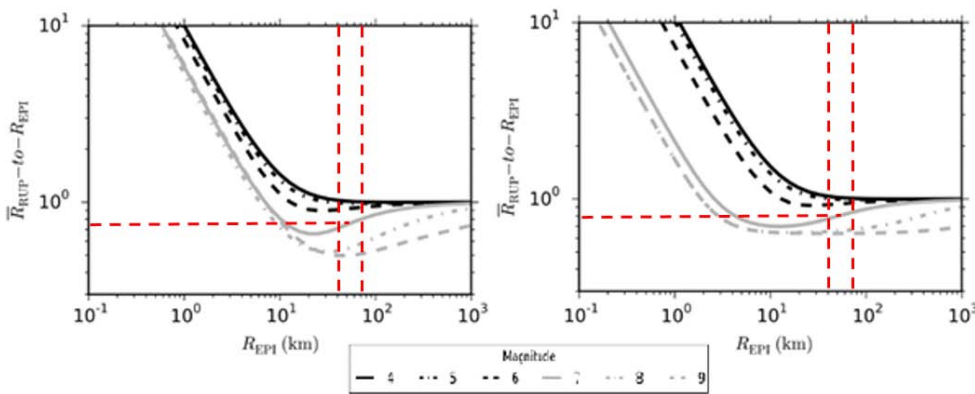 10¹ 10¹
R̅RUP−to−REPI R̅RUP−to−REPI
10⁰ 10⁰
10⁻¹ 10⁰ 10¹ 10² 10³ 10⁻¹ 10⁰ 10¹ 10² 10³
REPI (km) REPI (km)
Magnitude
4 5 6 7 8 9